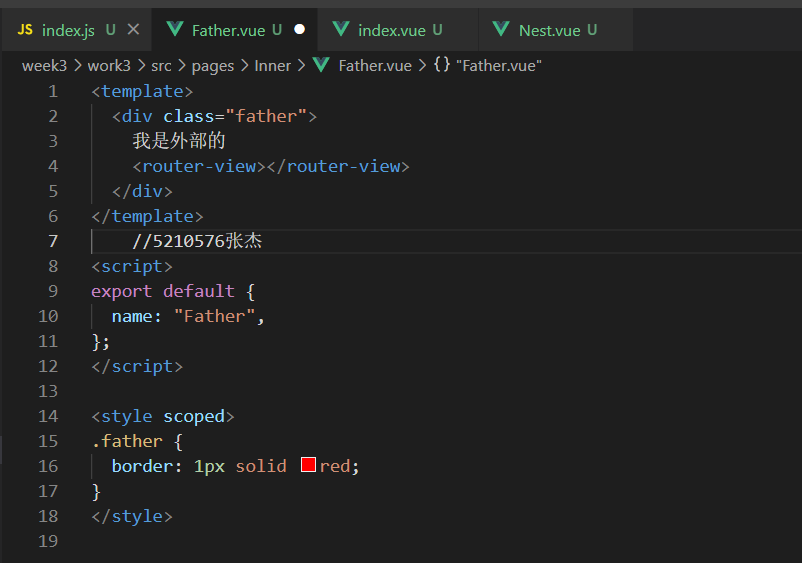 JS index.js U
Father.vue U
index.vue U
Nest.vue U
week3 > work3 > src > pages > Inner > Father.vue > {} "Father.vue"
1 <template>
2 <div class="father">
3 我是外部的
4 <router-view></router-view>
5 </div>
6 </template>
7 //5210576张杰
8 <script>
9 export default {
10 name: "Father",
11 };
12 </script>
13
14 <style scoped>
15 .father {
16 border: 1px solid red;
17 }
18 </style>
19